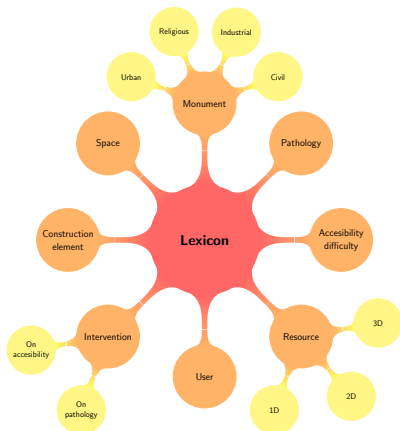 Religious
Industrial
Urban
Civil
Monument
Space
Pathology
Construction
element
Lexicon
Accesibility
difficulty
Intervention
Resource
3D
On
accesibility
User
On
pathology
1D
2D